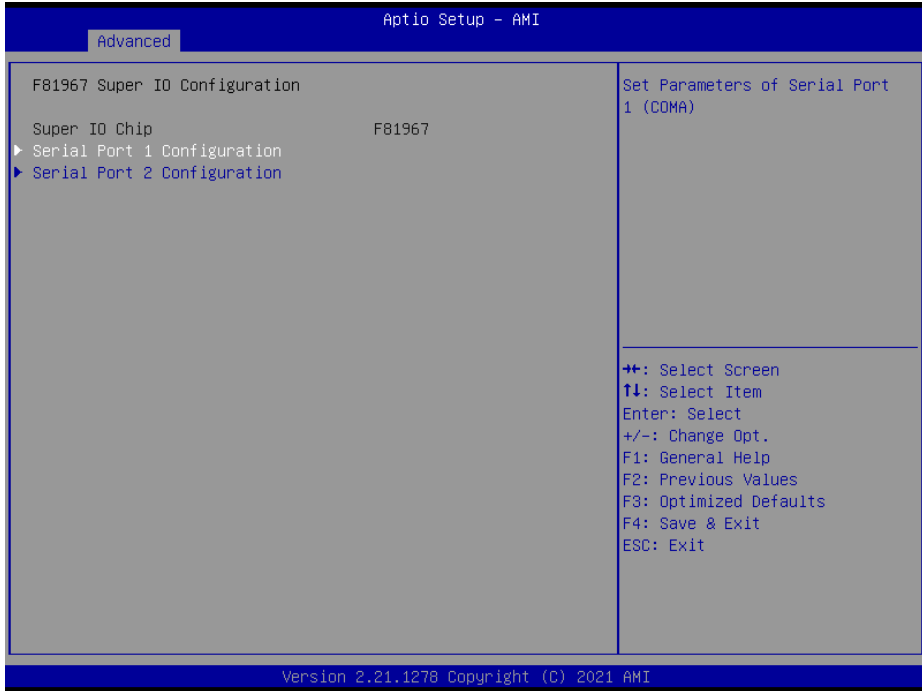 Aptio Setup - AMI
Advanced
F81967 Super IO Configuration
Super IO Chip F81967
Serial Port 1 Configuration
Serial Port 2 Configuration
Set Parameters of Serial Port
1 (COMA)
→←: Select Screen
↑↓: Select Item
Enter: Select
+/-: Change Opt.
F1: General Help
F2: Previous Values
F3: Optimized Defaults
F4: Save & Exit
ESC: Exit
Version 2.21.1278 Copyright (C) 2021 AMI